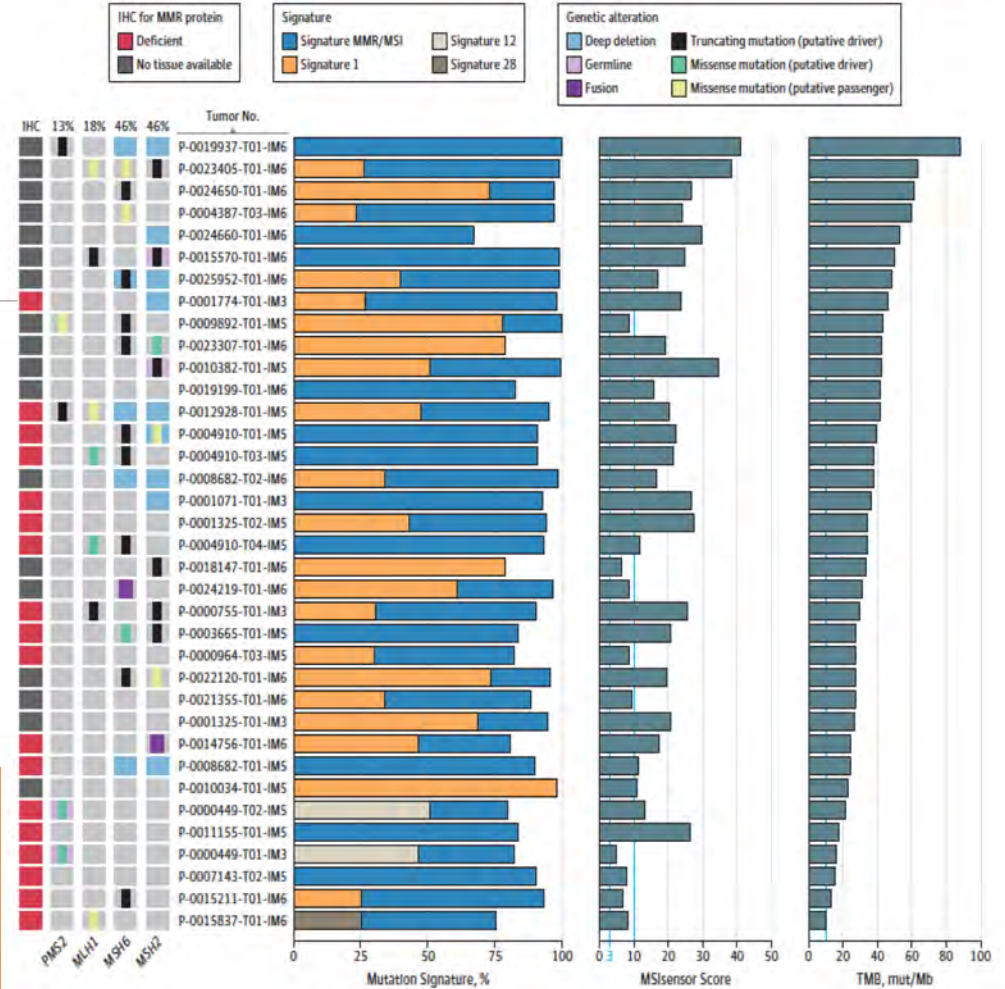 IHC for MMR protein
Deficient
No tissue available
Signature
Signature MMR/MSI
Signature 12
Signature 1
Signature 28
Genetic alteration
Deep deletion
Truncating mutation (putative driver)
Germline
Missense mutation (putative driver)
Fusion
Missense mutation (putative passenger)
IHC 13% 18% 46% 46% Tumor No.
P-0019937-T01-IM6
P-0023405-T01-IM6
P-0024650-T01-IM6
P-0004387-T03-IM6
P-0024660-T01-IM6
P-0015570-T01-IM6
P-0025952-T01-IM6
P-0001774-T01-IM3
P-0009892-T01-IM5
P-0023307-T01-IM6
P-0010382-T01-IM5
P-0019199-T01-IM6
P-0012928-T01-IM5
P-0004910-T01-IM5
P-0004910-T03-IM5
P-0008682-T02-IM6
P-0001071-T01-IM3
P-0001325-T02-IM5
P-0004910-T04-IM5
P-0018147-T01-IM6
P-0024219-T01-IM6
P-0000755-T01-IM3
P-0003665-T01-IM5
P-0000964-T03-IM5
P-0022120-T01-IM6
P-0021355-T01-IM6
P-0001325-T01-IM3
P-0014756-T01-IM6
P-0008682-T01-IM5
P-0010034-T01-IM5
P-0000449-T02-IM5
P-0011155-T01-IM5
P-0000449-T01-IM3
P-0007143-T02-IM5
P-0015211-T01-IM6
P-0015837-T01-IM6
PMS2 MLH1 MSH6 MSH2
0 25 50 75 100
Mutation Signature, %
0 3 10 20 30 40 50
MSIsensor Score
0 10 20 40 60 80 100
TMB, mut/Mb